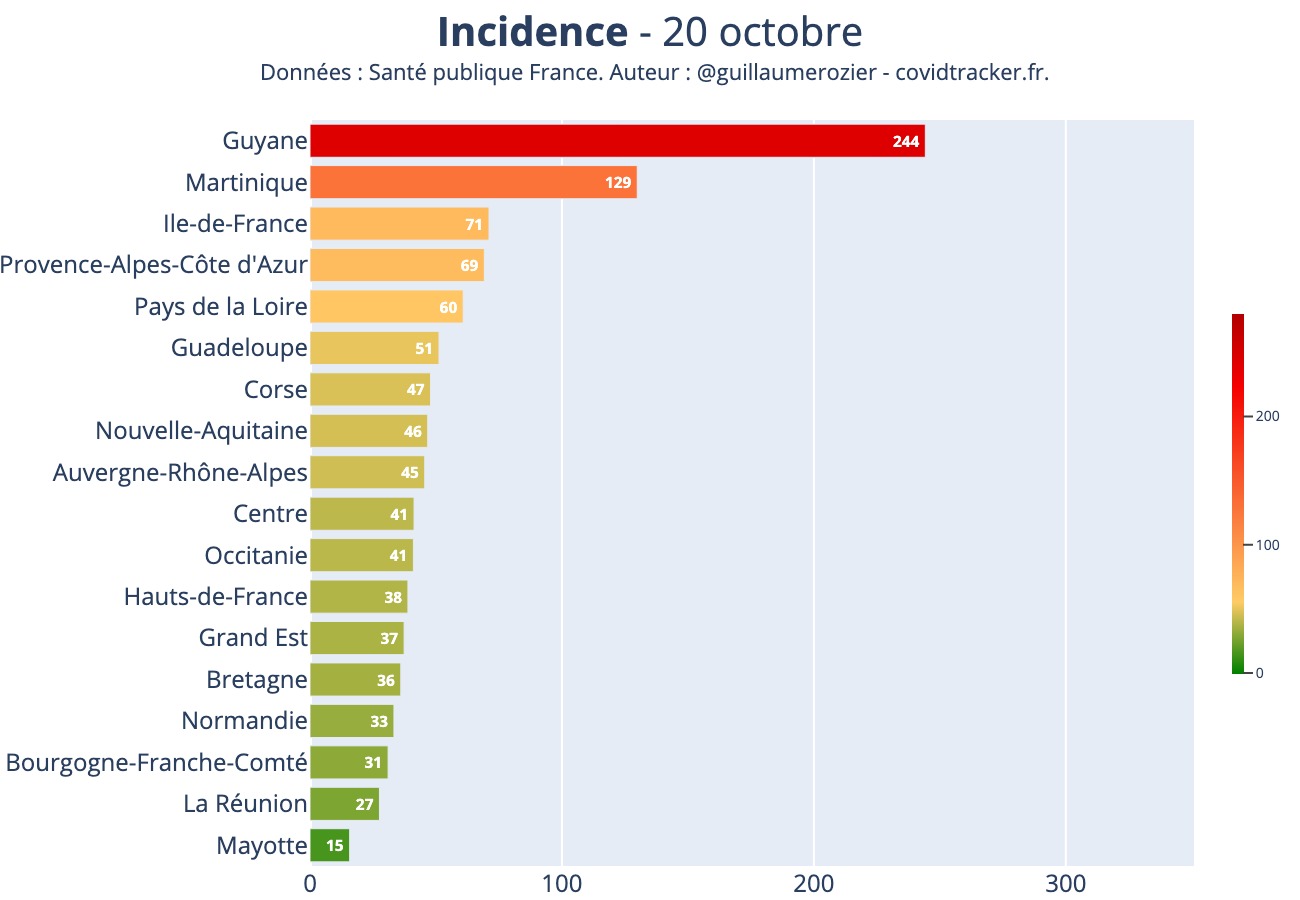 Incidence - 20 octobre
Données : Santé publique France. Auteur : @guillaumerozier - covidtracker.fr.
Guyane 244
Martinique 129
Ile-de-France 71
Provence-Alpes-Côte d'Azur 69
Pays de la Loire 60
Guadeloupe 51
Corse 47
Nouvelle-Aquitaine 46
Auvergne-Rhône-Alpes 45
Centre 41
Occitanie 41
Hauts-de-France 38
Grand Est 37
Bretagne 36
Normandie 33
Bourgogne-Franche-Comté 31
La Réunion 27
Mayotte 15
0 100 200 300
200
100
0